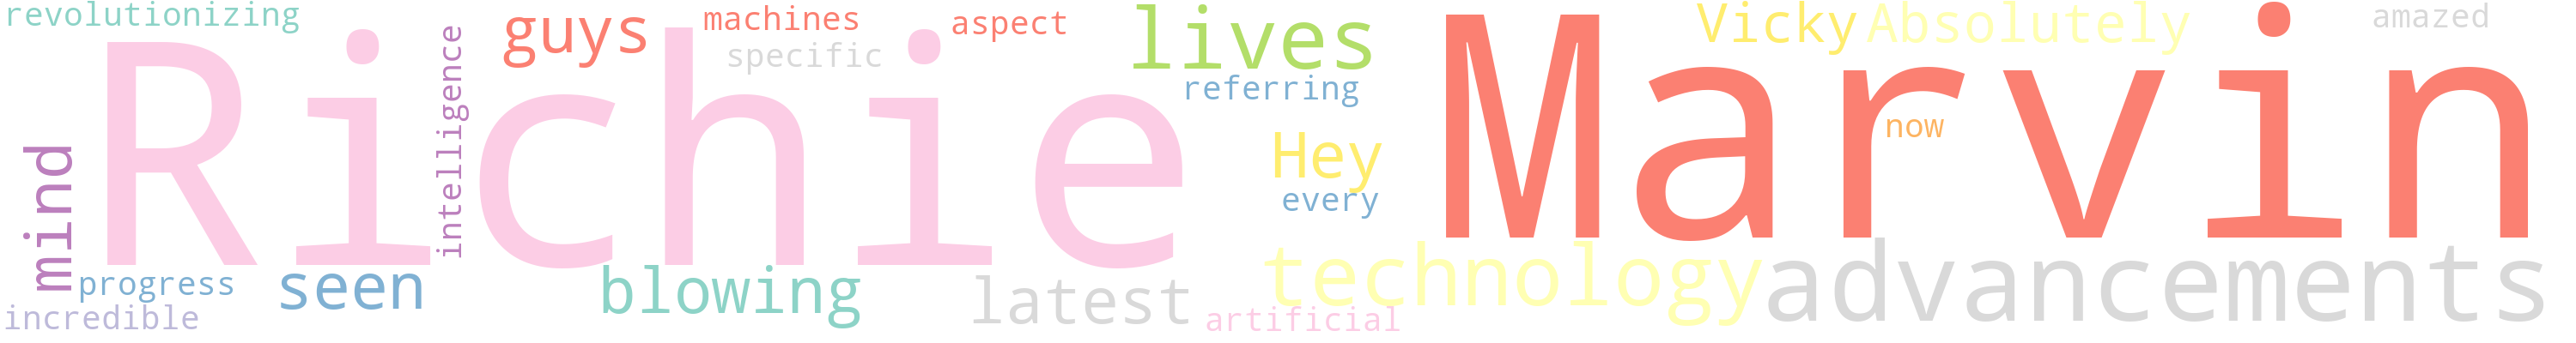 revolutionizing
guys
machines
aspect
lives
Vicky
Absolutely
amazed
specific
intelligence
Richie
Marvin
referring
now
mind
Hey
every
progress
seen
blowing
latest
technology
advancements
incredible
artificial